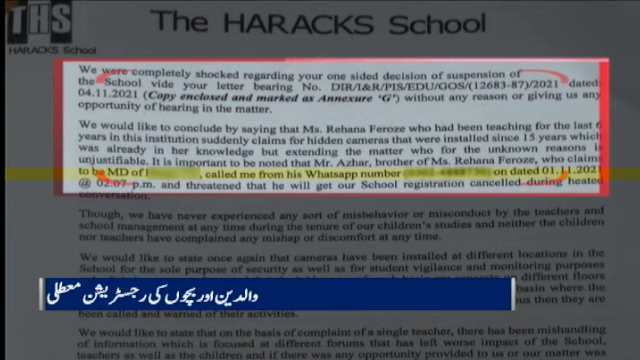 THS
HARACKS School
The HARACKS School
We were completely shocked regarding your one sided decision of suspension of
the School vide your letter bearing No. DIR/I&R/PIS/EDU/GOS/(12683-87)/2021 dated
04.11.2021 (Copy enclosed and marked as Annexure 'G') without any reason or giving us any
opportunity of hearing in the matter.
We would like to conclude by saying that Ms. Rehana Feroze who had been teaching for the last 6
years in this institution suddenly claims for hidden cameras that were installed since 15 years which
was already in her knowledge but extending the matter who for the unknown reasons is
unjustifiable. It is important to be noted that Mr. Azhar, brother of Ms. Rehana Feroze, who claims
to be MD of , called me from his Whatsapp number on dated 01.11.2021
@ 02.07 p.m. and threatened that he will get our School registration cancelled during heated
conversation.
Though, we have never experienced any sort of misbehavior or misconduct by the teachers and
school management at any time during the tenure of our children's studies and neither the children
nor teachers have complained any mishap or discomfort at any time.
We would like to state once again that cameras have been installed at different locations in the
School for the sole purpose of security as well as for student vigilance and monitoring purposes
on different floors
basin where the
us then they are
called and warned of their activities.
والدین اور بچوں کی رجسٹریشن معطلی
We would like to state that on the basis of complaint of a single teacher, there has been mishandling
of information which is focused at different forums that has left worse impact of the School,
teachers as well as the children and if there was any opportunity provided to us or our matter was